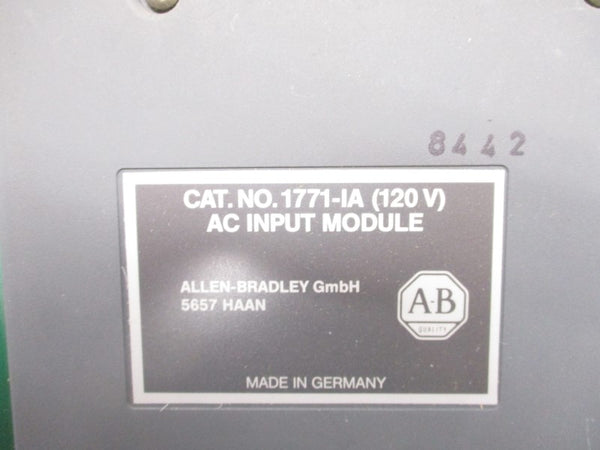 8442
CAT. NO. 1771-IA (120 V)
AC INPUT MODULE
ALLEN-BRADLEY GmbH
5657 HAAN
A-B
QUALITY
MADE IN GERMANY